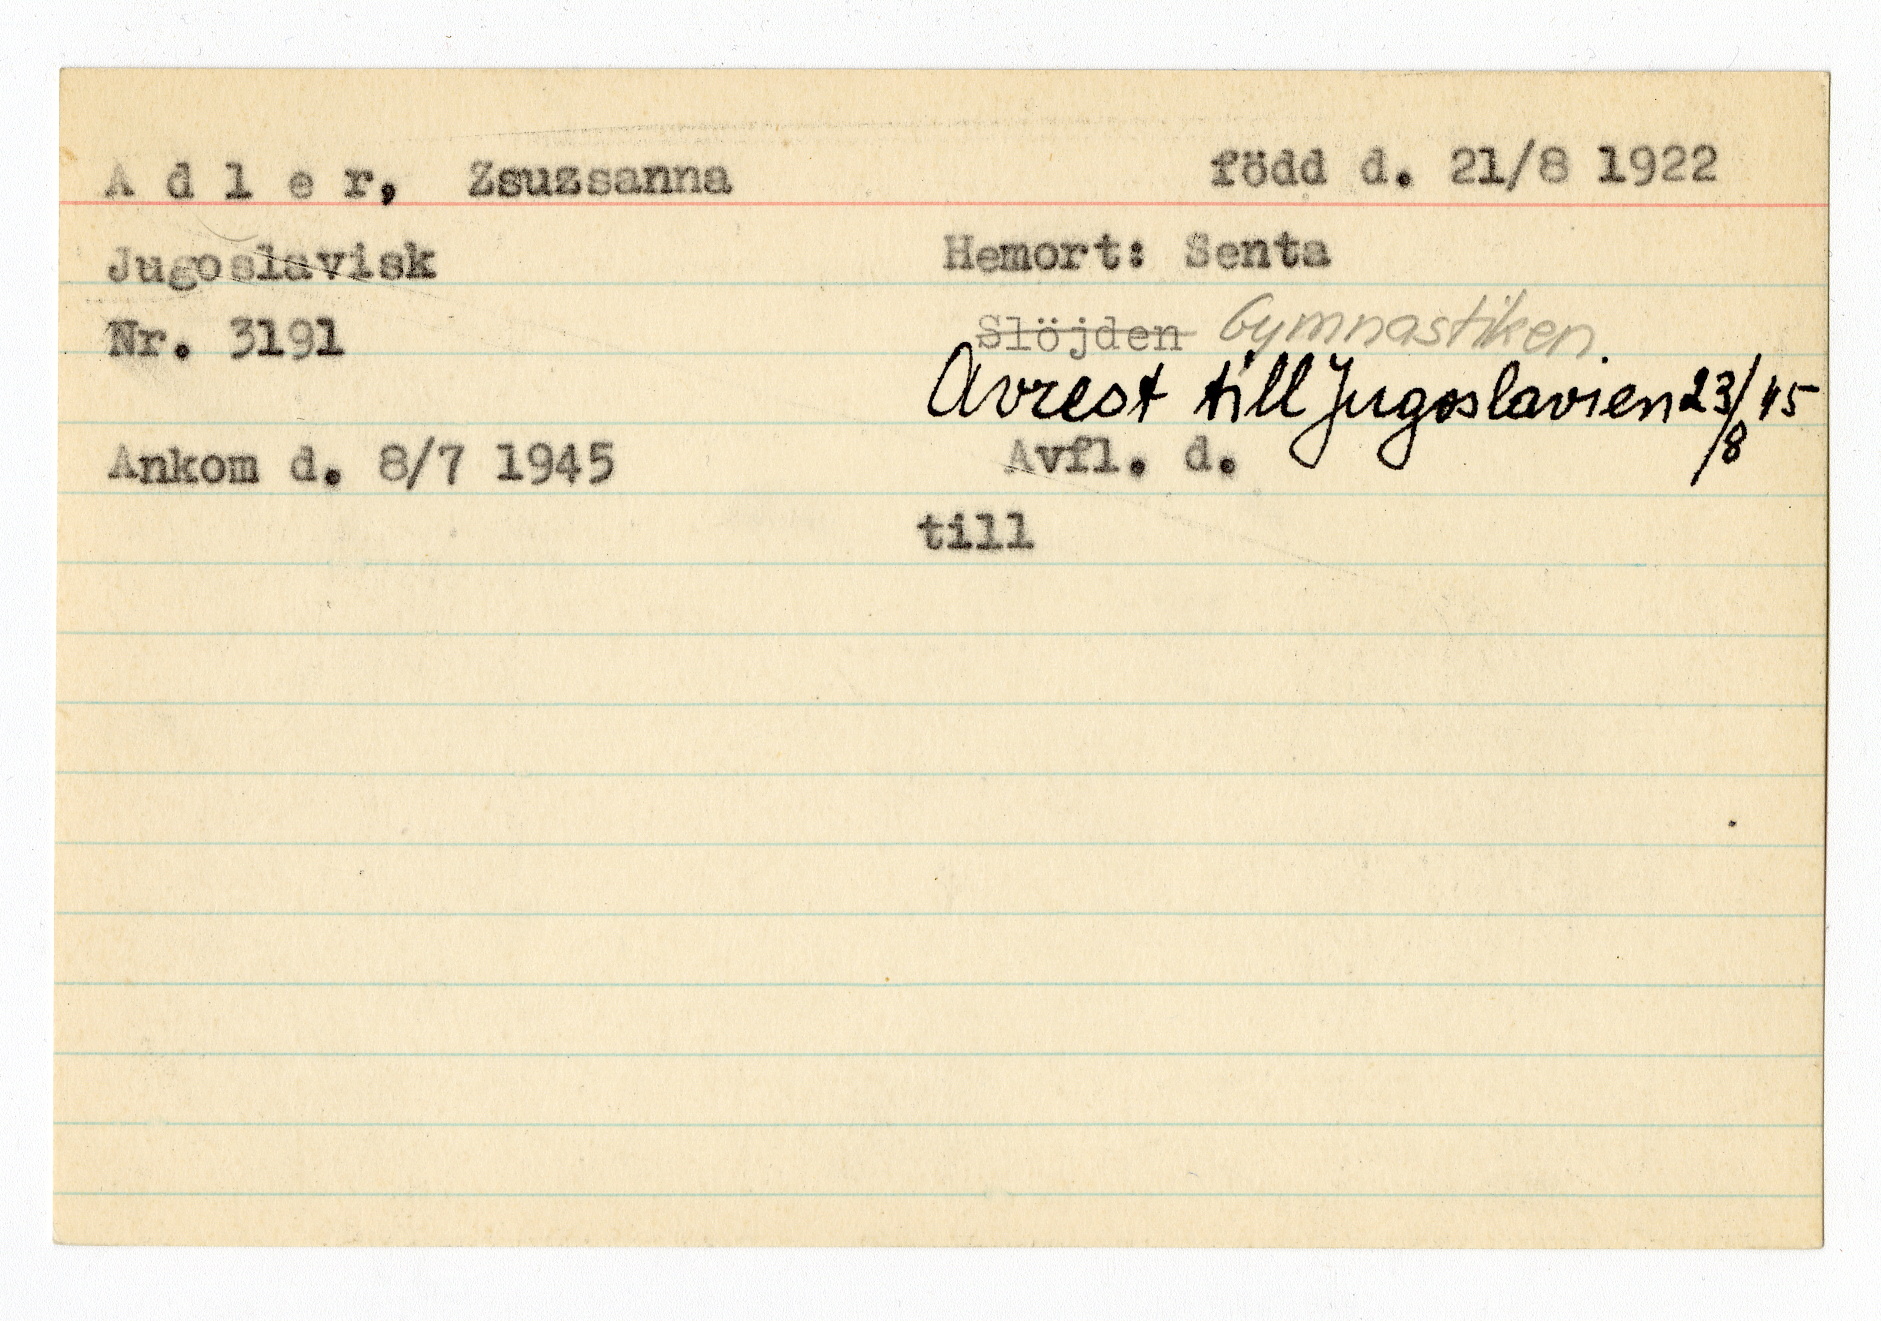 A d l e r, Zsuzsanna född d. 21/8 1922
Jugoslavisk Hemort: Senta
Nr. 3191 Slöjden Gymnastiken
Avrest till Jugoslavien 23/8 45
Ankom d. 8/7 1945 Avfl. d.
till